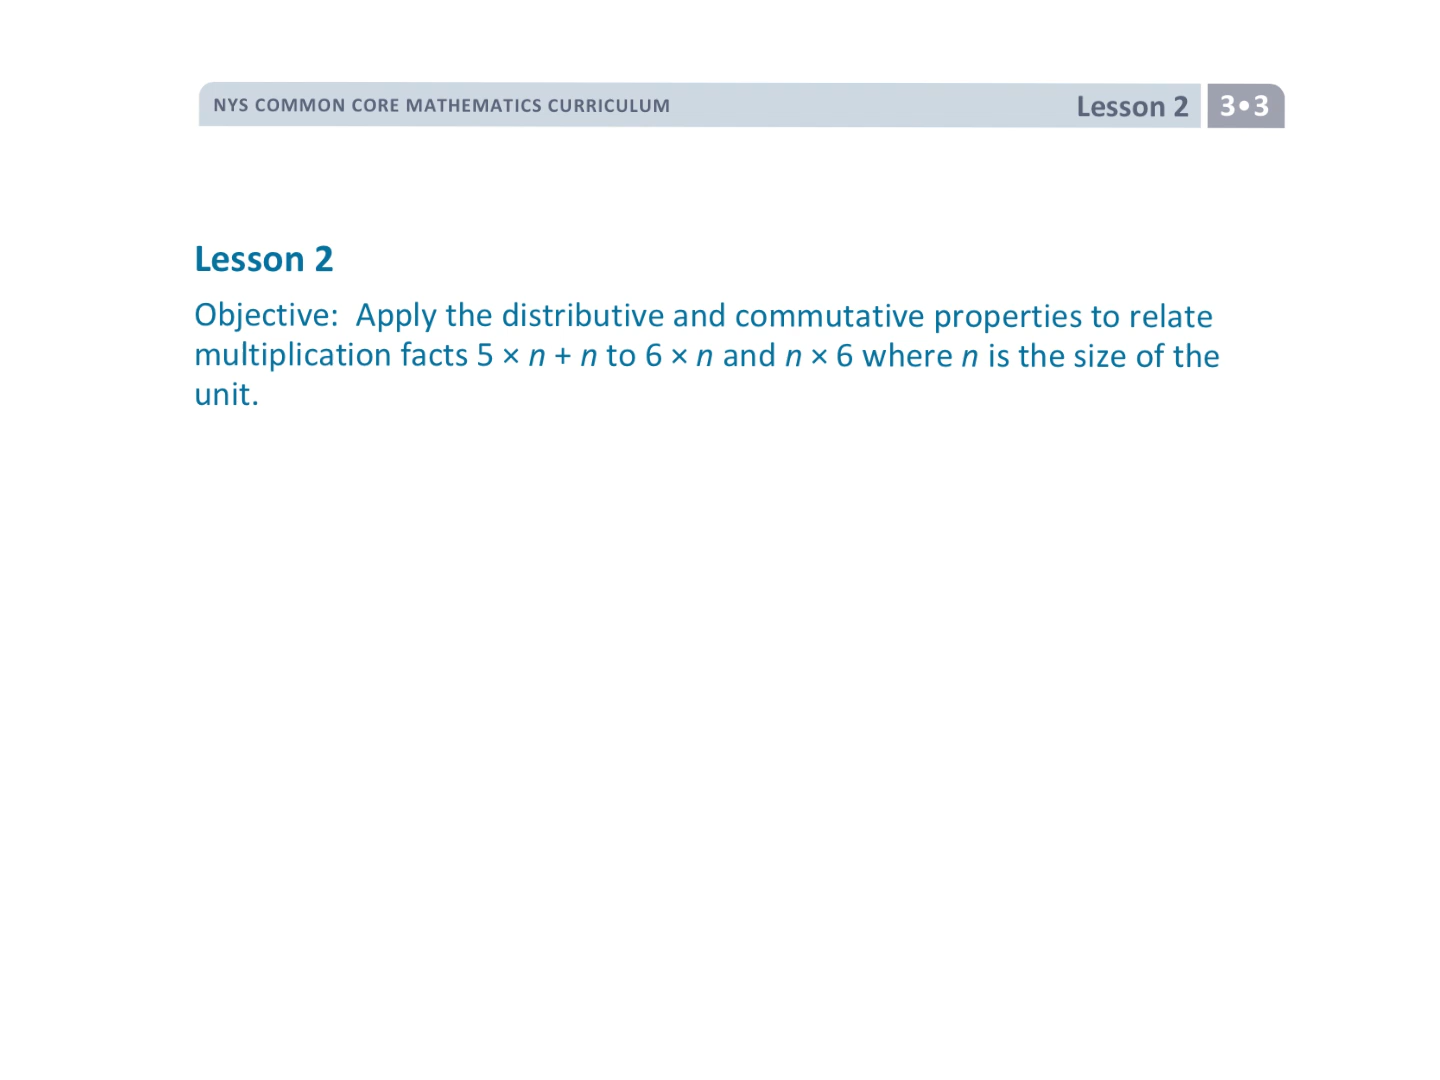 NYS COMMON CORE MATHEMATICS CURRICULUM Lesson 2 3•3
Lesson 2
Objective: Apply the distributive and commutative properties to relate
multiplication facts 5 × n + n to 6 × n and n × 6 where n is the size of the
unit.